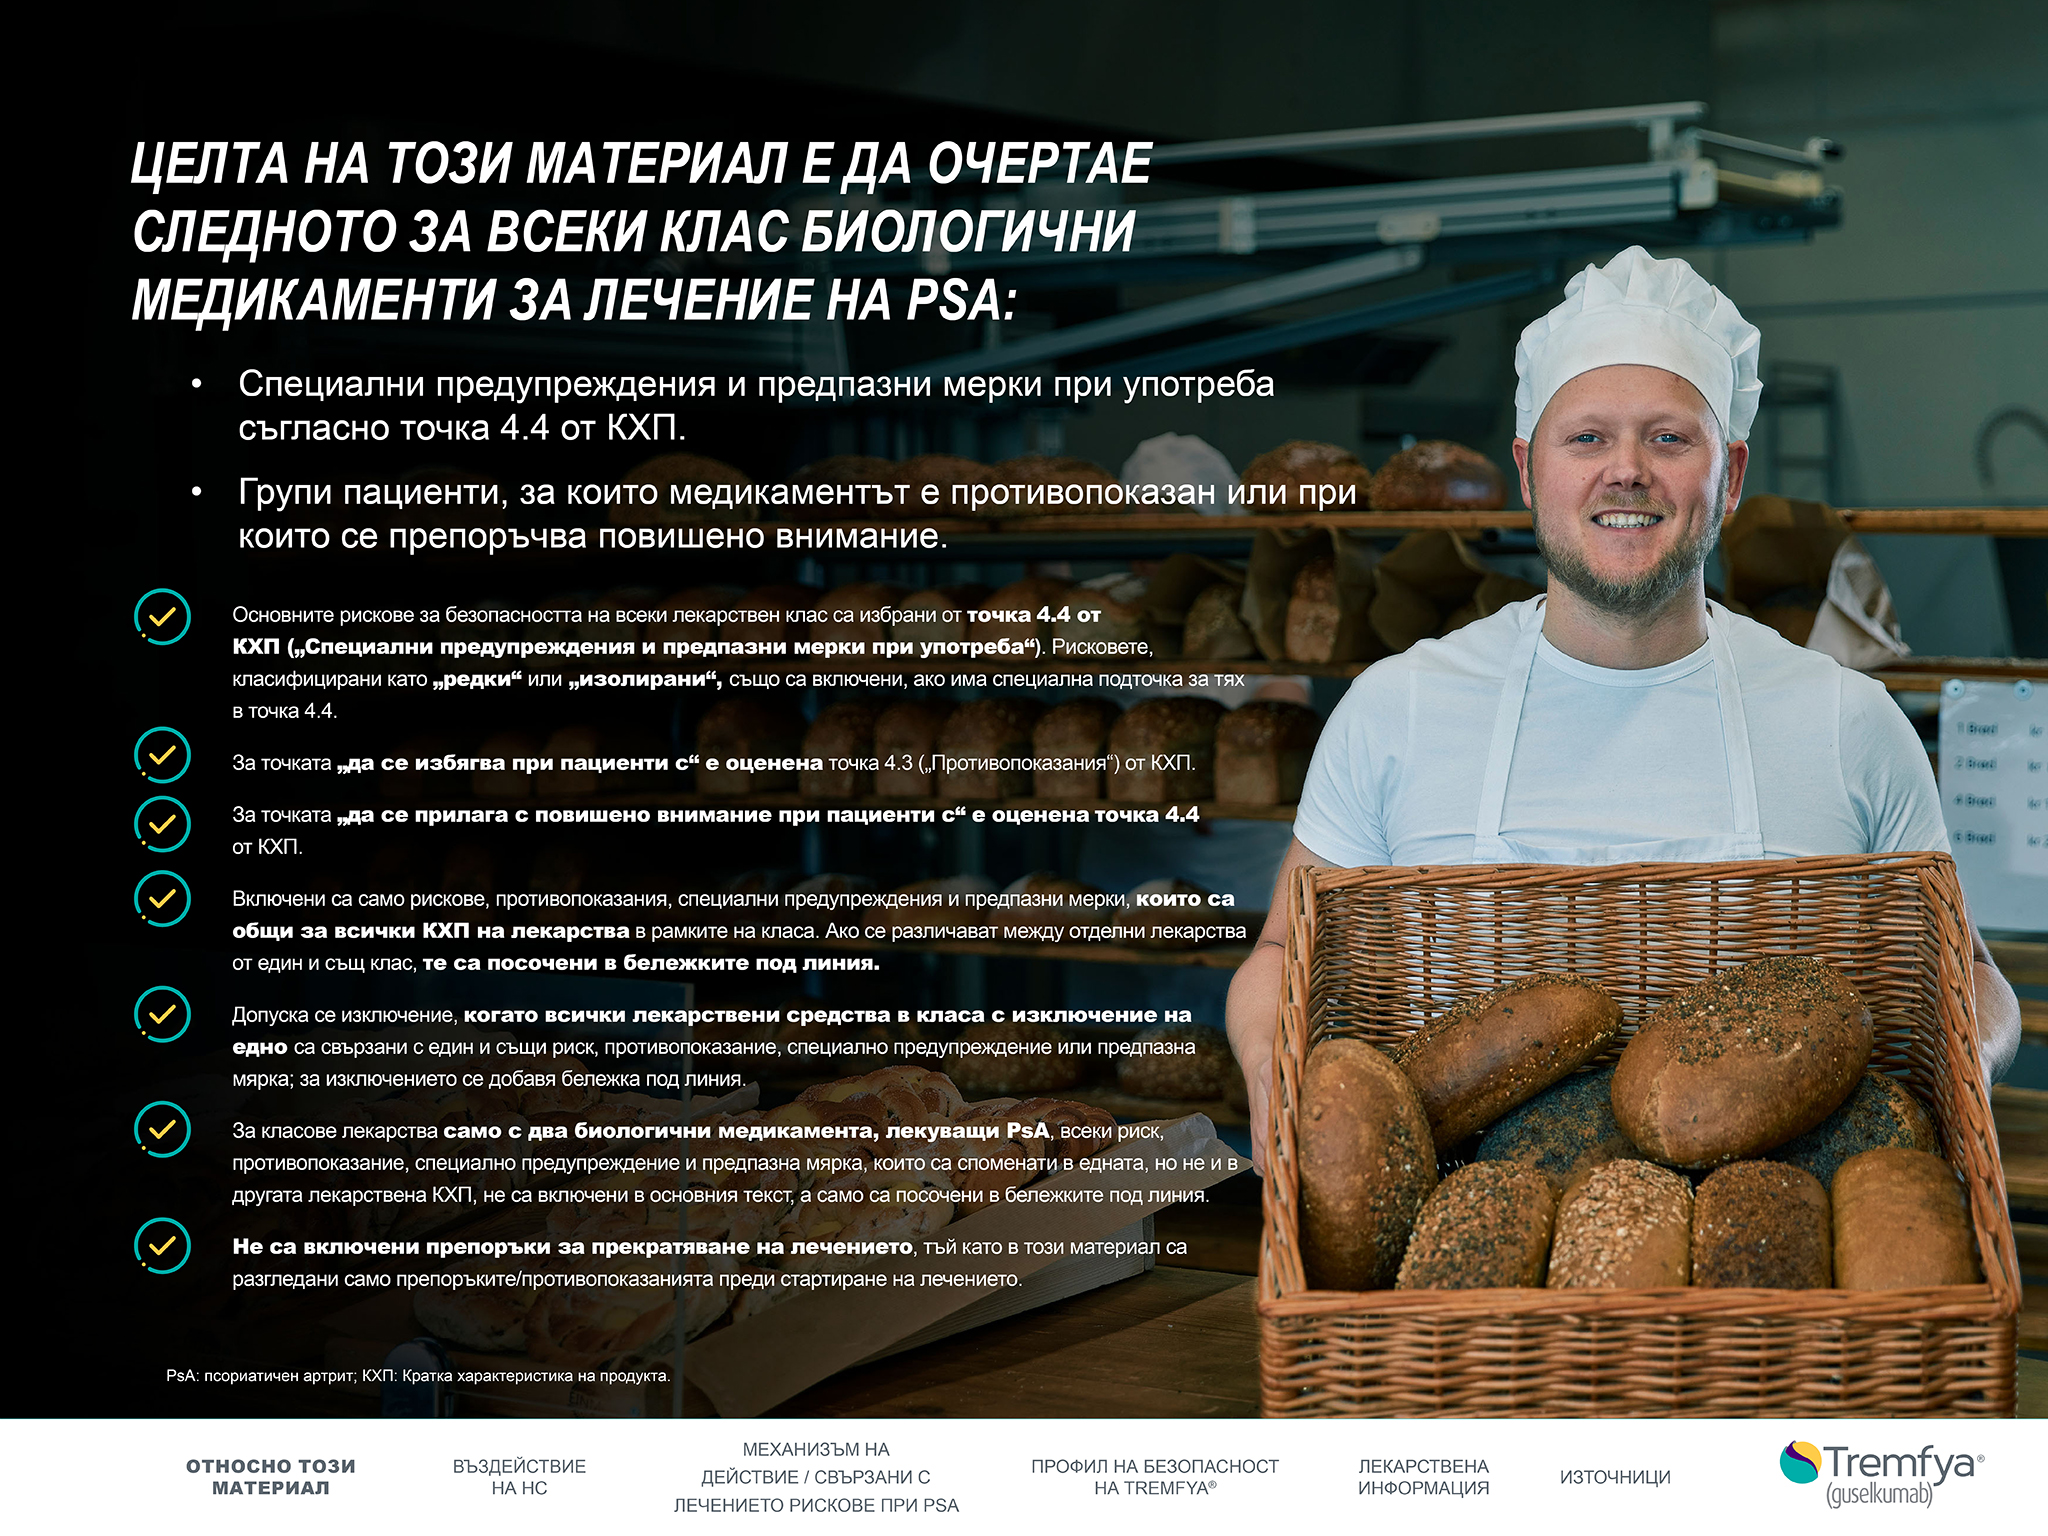 ЦЕЛТА НА ТОЗИ МАТЕРИАЛ Е ДА ОЧЕРТАЕ
СЛЕДНОТО ЗА ВСЕКИ КЛАС БИОЛОГИЧНИ
МЕДИКАМЕНТИ ЗА ЛЕЧЕНИЕ НА PSA:
• Специални предупреждения и предпазни мерки при употреба
съгласно точка 4.4 от КХП.
• Групи пациенти, за които медикаментът е противопоказан или при
които се препоръчва повишено внимание.
Основните рискове за безопасността на всеки лекарствен клас са избрани от точка 4.4 от
КХП („Специални предупреждения и предпазни мерки при употреба“). Рисковете,
класифицирани като „редки“ или „изолирани“, също са включени, ако има специална подточка за тях
в точка 4.4.
За точката „да се избягва при пациенти с“ е оценена точка 4.3 („Противопоказания“) от КХП.
За точката „да се прилага с повишено внимание при пациенти с“ е оценена точка 4.4
от КХП.
Включени са само рискове, противопоказания, специални предупреждения и предпазни мерки, които са
общи за всички КХП на лекарства в рамките на класа. Ако се различават между отделни лекарства
от един и същ клас, те са посочени в бележките под линия.
Допуска се изключение, когато всички лекарствени средства в класа с изключение на
едно са свързани с един и същи риск, противопоказание, специално предупреждение или предпазна
мярка; за изключението се добавя бележка под линия.
За класове лекарства само с два биологични медикамента, лекуващи PsA, всеки риск,
противопоказание, специално предупреждение и предпазна мярка, които са споменати в едната, но не и в
другата лекарствена КХП, не са включени в основния текст, а само са посочени в бележките под линия.
Не са включени препоръки за прекратяване на лечението, тъй като в този материал са
разгледани само препоръките/противопоказанията преди стартиране на лечението.
PsA: псориатичен артрит; КХП: Кратка характеристика на продукта.
1 Brød
2 Brød
4 Brød
6 Brød
ОТНОСНО ТОЗИ
МАТЕРИАЛ
ВЪЗДЕЙСТВИЕ
НА НС
МЕХАНИЗЪМ НА
ДЕЙСТВИЕ / СВЪРЗАНИ С
ЛЕЧЕНИЕТО РИСКОВЕ ПРИ PSA
ПРОФИЛ НА БЕЗОПАСНОСТ
НА TREMFYA®
ЛЕКАРСТВЕНА
ИНФОРМАЦИЯ
ИЗТОЧНИЦИ
Tremfya®
(guselkumab)